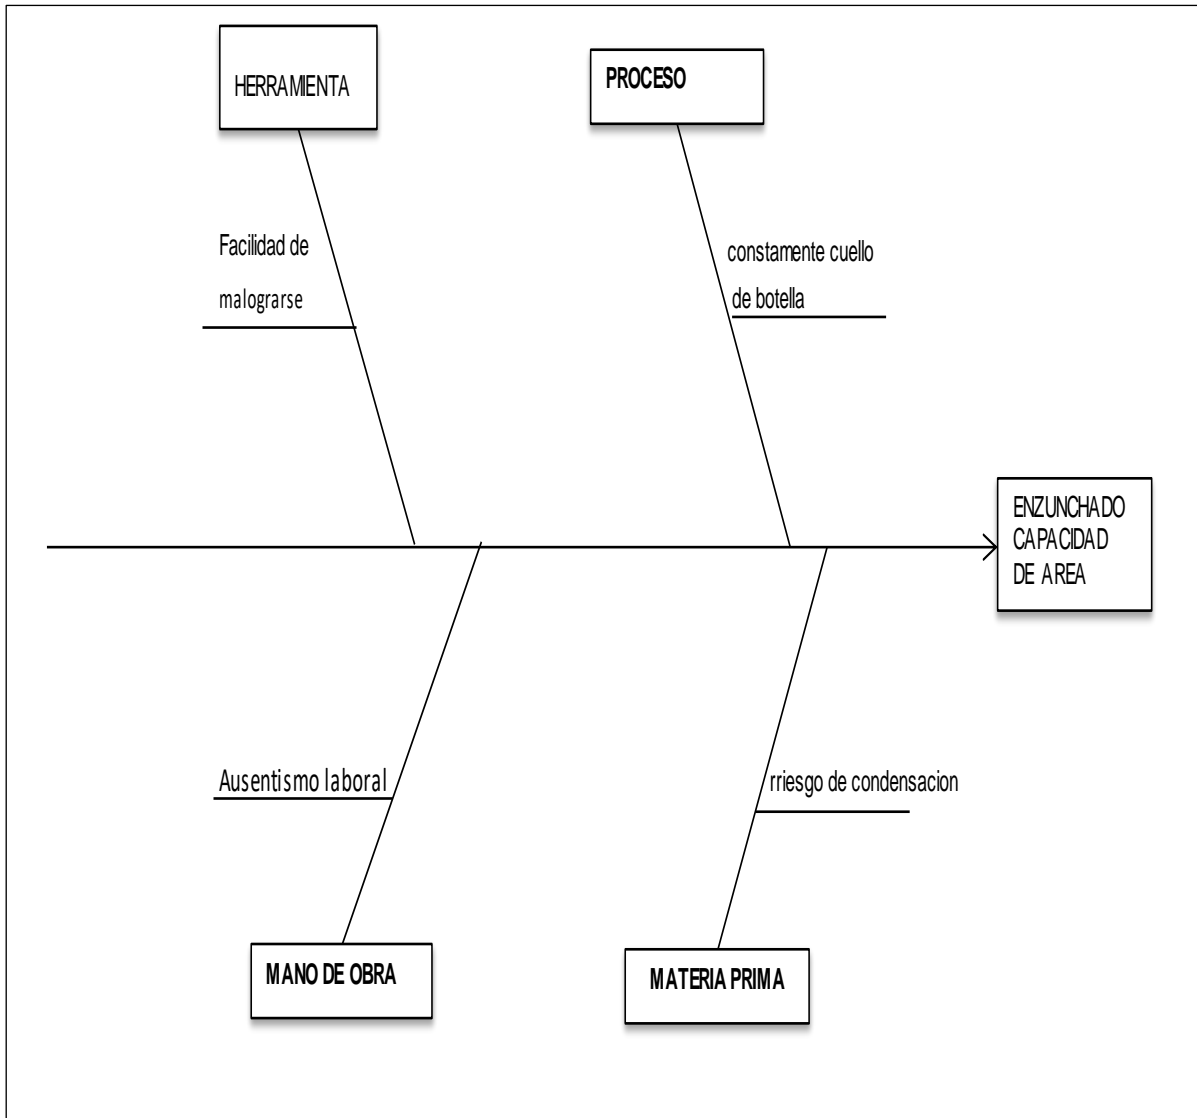 HERRAMIENTA
PROCESO
Facilidad de
malograrse
constamente cuello
de botella
ENZUNCHADO
CAPACIDAD
DE AREA
Ausentismo laboral
rriesgo de condensacion
MANO DE OBRA
MATERIA PRIMA